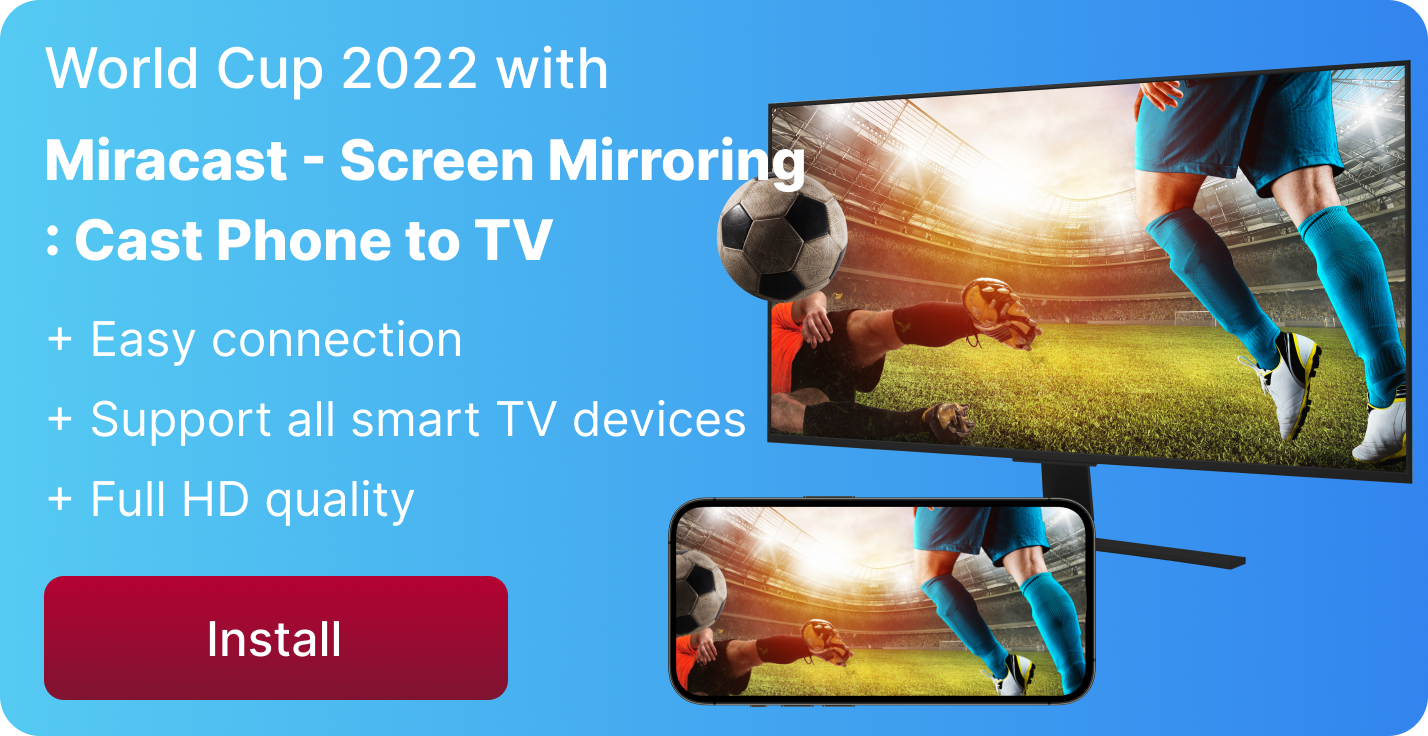 World Cup 2022 with
Miracast - Screen Mirroring
: Cast Phone to TV
+ Easy connection
+ Support all smart TV devices
+ Full HD quality
Install